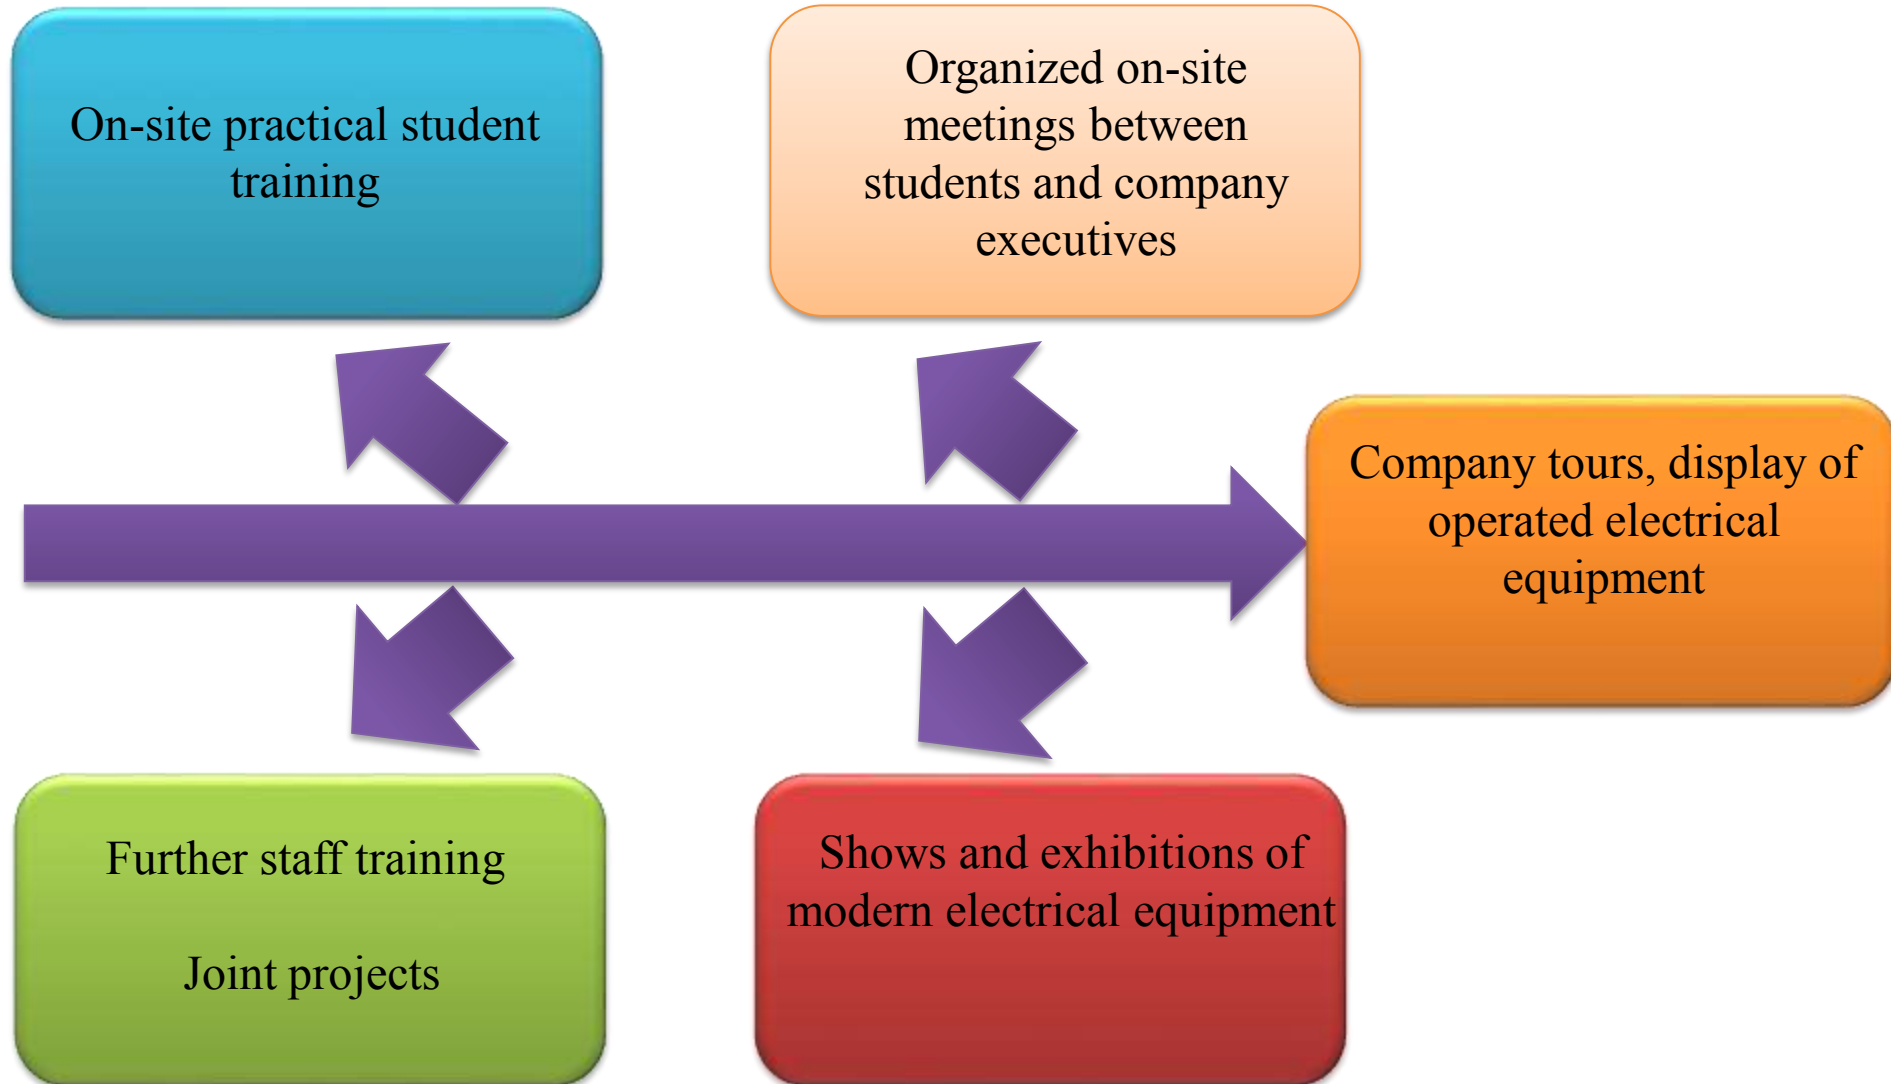 On-site practical student
training
Organized on-site
meetings between
students and company
executives
Company tours, display of
operated electrical
equipment
Further staff training
Joint projects
Shows and exhibitions of
modern electrical equipment